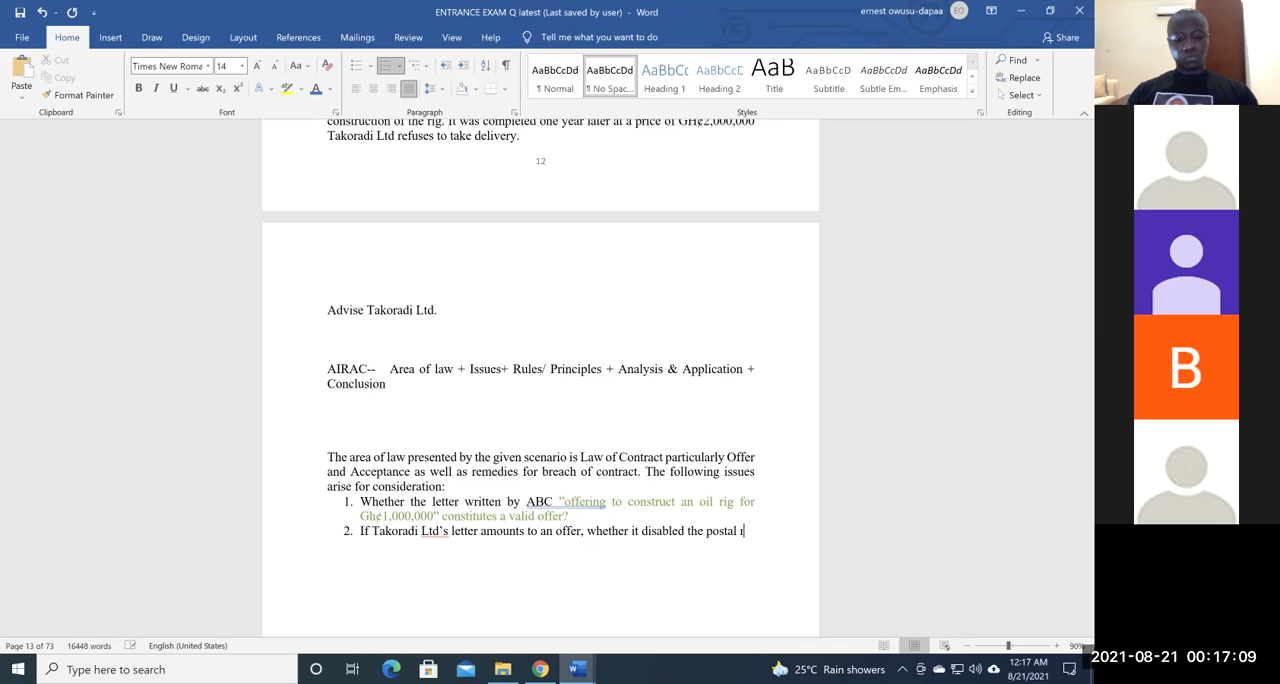 ENTRANCE EXAM Q latest (Last saved by user) - Word
ernest owusu-dapaa
EO
File Home Insert Draw Design Layout References Mailings Review View Help Tell me what you want to do Share
Cut
Copy
Format Painter
Paste
Clipboard
Times New Roma 14
Font
Paragraph
AaBbCcDd AaBbCcDd AaBbCc AaBbCcC AaB AaBbCcD AaBbCcDd AaBbCcDd
¶ Normal ¶ No Spac... Heading 1 Heading 2 Title Subtitle Subtle Em... Emphasis
Styles
Find
Replace
Select
Editing
construction of the rig. It was completed one year later at a price of GH¢2,000,000
Takoradi Ltd refuses to take delivery.
12
Advise Takoradi Ltd.
AIRAC-- Area of law + Issues+ Rules/ Principles + Analysis & Application +
Conclusion
The area of law presented by the given scenario is Law of Contract particularly Offer
and Acceptance as well as remedies for breach of contract. The following issues
arise for consideration:
1. Whether the letter written by ABC ”offering to construct an oil rig for
Gh¢1,000,000” constitutes a valid offer?
2. If Takoradi Ltd’s letter amounts to an offer, whether it disabled the postal r
B
Page 13 of 73 16448 words English (United States)
90%
Type here to search
25°C Rain showers
12:17 AM
8/21/2021
2021-08-21 00:17:09